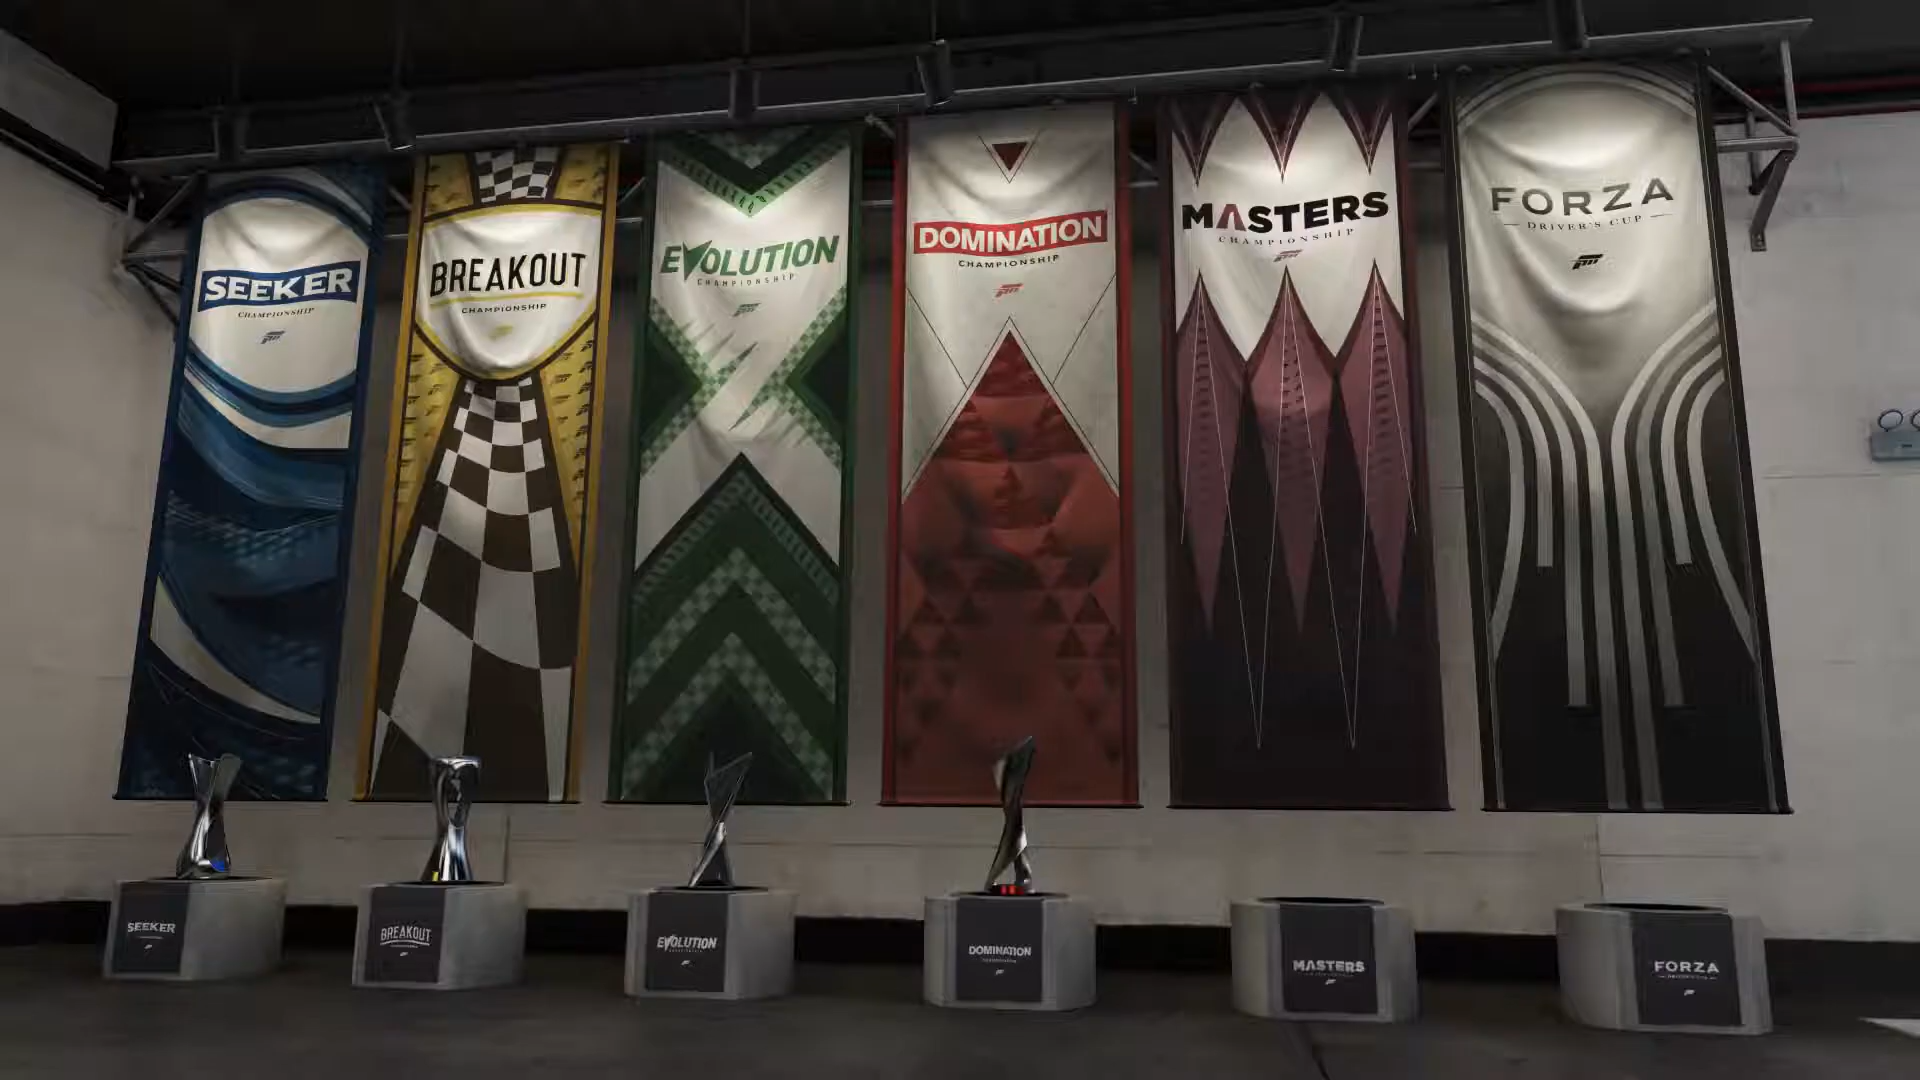 SEEKER
CHAMPIONSHIP
BREAKOUT
CHAMPIONSHIP
EVOLUTION
CHAMPIONSHIP
DOMINATION
CHAMPIONSHIP
MASTERS
CHAMPIONSHIP
FORZA
DRIVER'S CUP
SEEKER
BREAKOUT
EVOLUTION
DOMINATION
MASTERS
FORZA